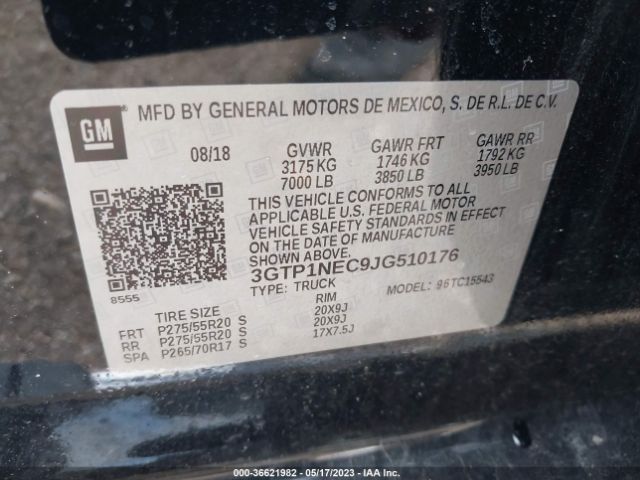 GM
MFD BY GENERAL MOTORS DE MEXICO, S. DE R.L. DE C.V.
08/18 GVWR GAWR FRT GAWR RR
3175 KG 1746 KG 1792 KG
7000 LB 3850 LB 3950 LB
THIS VEHICLE CONFORMS TO ALL
APPLICABLE U.S. FEDERAL MOTOR
VEHICLE SAFETY STANDARDS IN EFFECT
ON THE DATE OF MANUFACTURE
SHOWN ABOVE.
3GTP1NEC9JG510176
TYPE: TRUCK MODEL: 96TC15543
8555
TIRE SIZE RIM
FRT P275/55R20 S 20X9J
RR P275/55R20 S 20X9J
SPA P265/70R17 S 17X7.5J
000-36621982 - 05/17/2023 - IAA Inc.